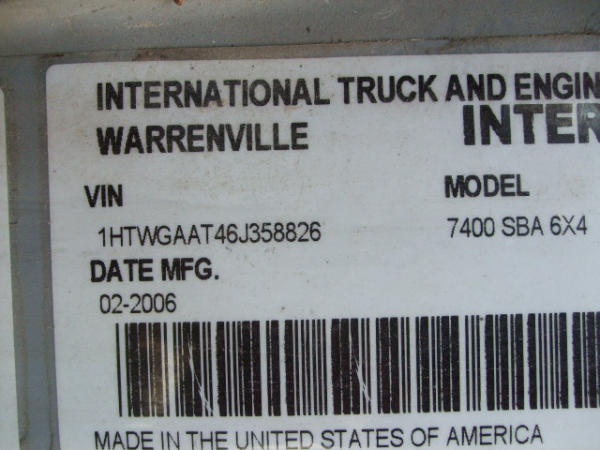 INTERNATIONAL TRUCK AND ENGIN
WARRENVILLE INTER
VIN MODEL
1HTWGAAT46J358826 7400 SBA 6X4
DATE MFG.
02-2006
MADE IN THE UNITED STATES OF AMERICA